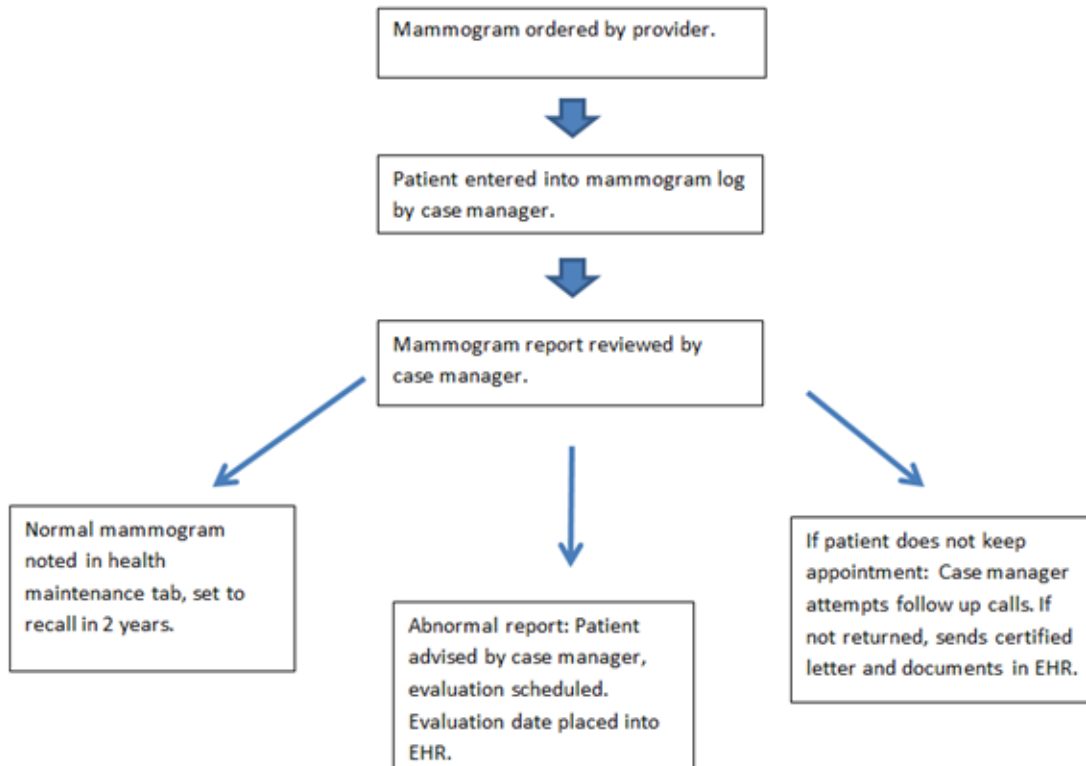 Mammogram ordered by provider.
Patient entered into mammogram log
by case manager.
Mammogram report reviewed by
case manager.
Normal mammogram
noted in health
maintenance tab, set to
recall in 2 years.
Abnormal report: Patient
advised by case manager,
evaluation scheduled.
Evaluation date placed into
EHR.
If patient does not keep
appointment: Case manager
attempts follow up calls. If
not returned, sends certified
letter and documents in EHR.